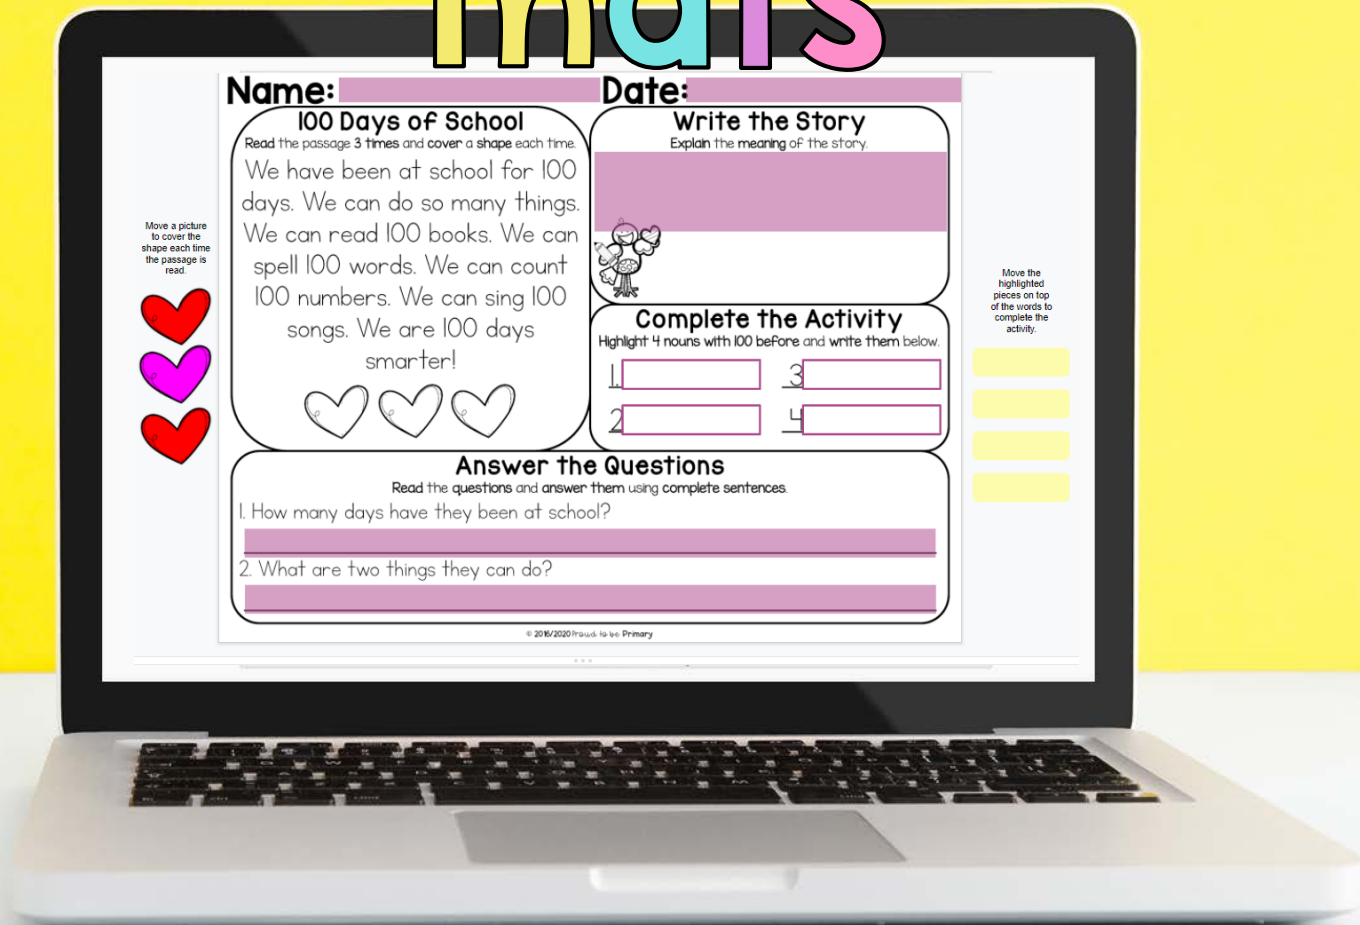 Name: Date:
100 Days of School
Read the passage 3 times and cover a shape each time.
We have been at school for 100
days. We can do so many things.
We can read 100 books. We can
spell 100 words. We can count
100 numbers. We can sing 100
songs. We are 100 days
smarter!
Write the Story
Explain the meaning of the story.
Complete the Activity
Highlight 4 nouns with 100 before and write them below.
1. 3
2 4
Answer the Questions
Read the questions and answer them using complete sentences.
1. How many days have they been at school?
2. What are two things they can do?
© 2016/2020 Proud to be Primary
Move a picture
to cover the
shape each time
the passage is
read.
Move the
highlighted
pieces on top
of the words to
complete the
activity.